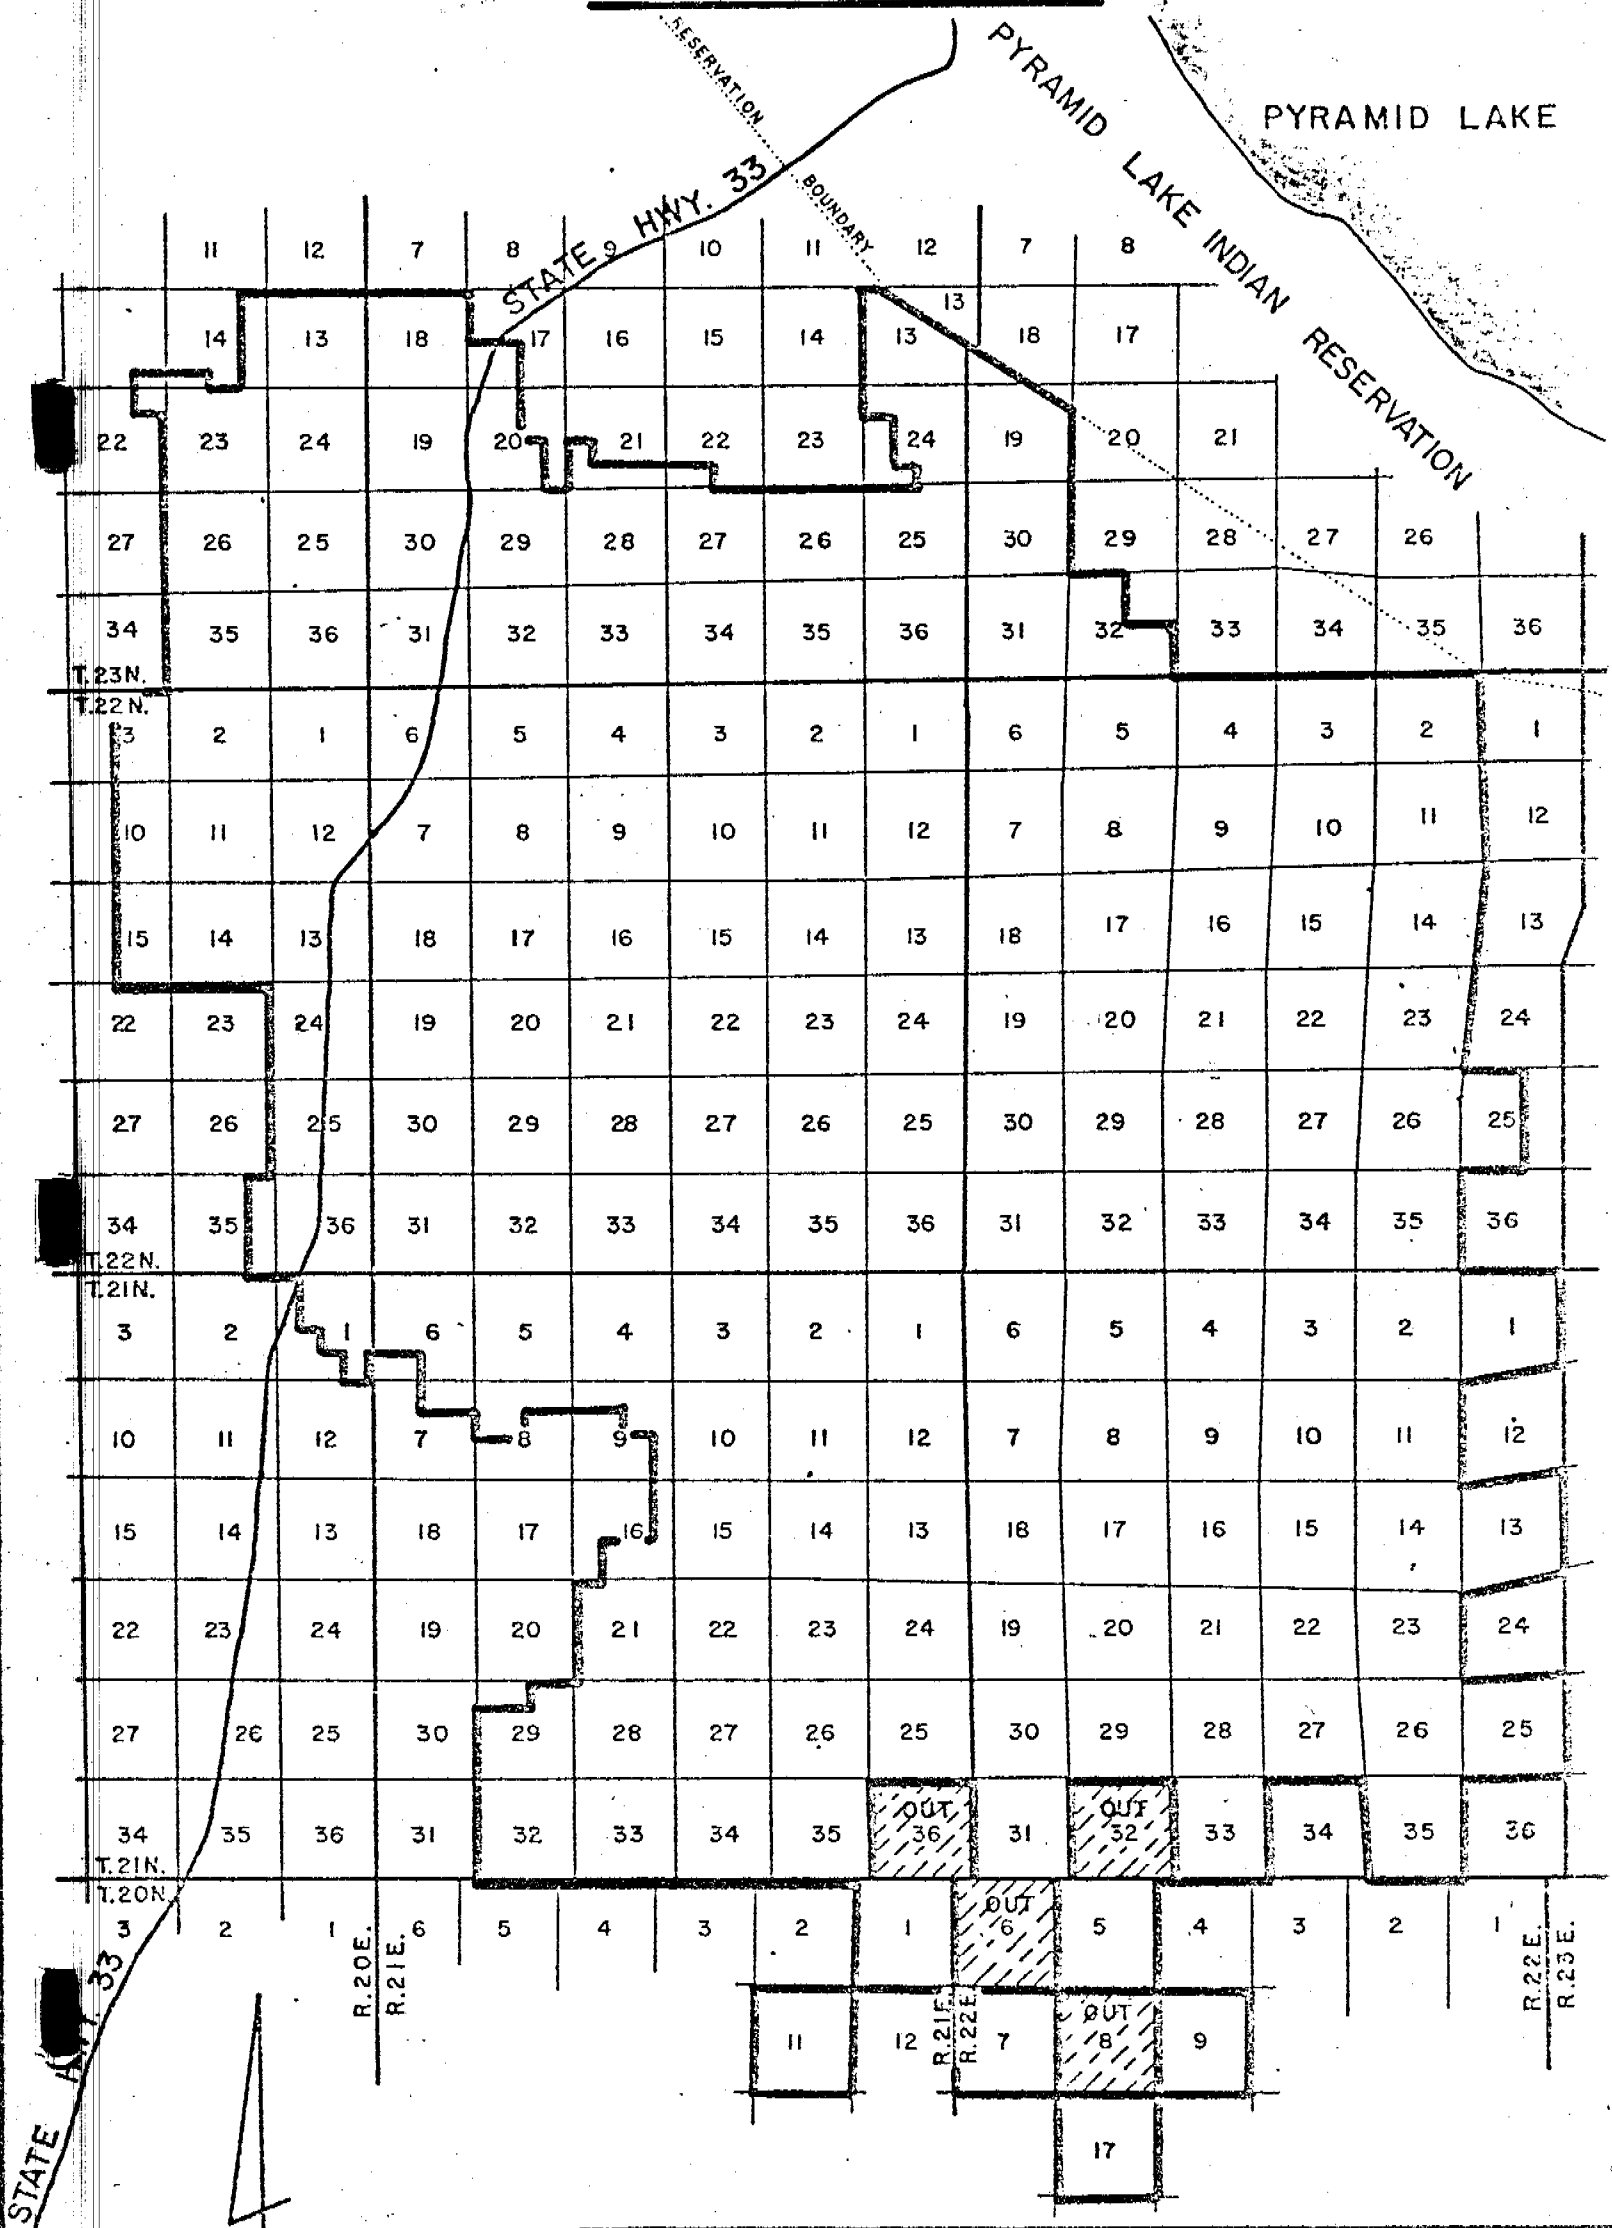 RESERVATION BOUNDARY
PYRAMID LAKE INDIAN RESERVATION
PYRAMID LAKE
STATE HWY. 33
11 12 7 8 9 10 11 12 7 8
13
14 13 18 17 16 15 14 13 18 17
22 23 24 19 20 21 22 23 24 19 20 21
27 26 25 30 29 28 27 26 25 30 29 28 27 26
34 35 36 31 32 33 34 35 36 31 32 33 34 35 36
T.23N.
T.22N.
3 2 1 6 5 4 3 2 1 6 5 4 3 2 1
10 11 12 7 8 9 10 11 12 7 8 9 10 11 12
15 14 13 18 17 16 15 14 13 18 17 16 15 14 13
22 23 24 19 20 21 22 23 24 19 20 21 22 23 24
27 26 25 30 29 28 27 26 25 30 29 28 27 26 25
34 35 36 31 32 33 34 35 36 31 32 33 34 35 36
T.22N.
T.21N.
3 2 1 6 5 4 3 2 1 6 5 4 3 2 1
10 11 12 7 8 9 10 11 12 7 8 9 10 11 12
15 14 13 18 17 16 15 14 13 18 17 16 15 14 13
22 23 24 19 20 21 22 23 24 19 20 21 22 23 24
27 26 25 30 29 28 27 26 25 30 29 28 27 26 25
OUT OUT
34 35 36 31 32 33 34 35 36 31 32 33 34 35 36
T.21N.
T.20N.
OUT
3 2 1 6 5 4 3 2 1 6 5 4 3 2 1
R.20E.
R.21E.
R.22E.
R.23E.
OUT
11 12 7 8 9
R.21E.
R.22E.
17
STATE HWY. 33